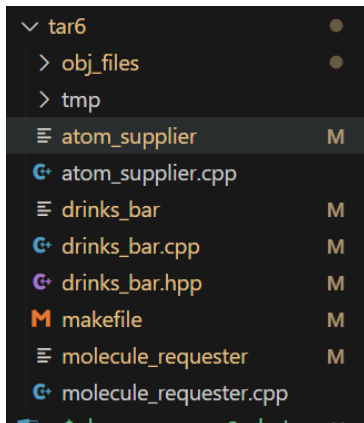 tar6
obj_files
tmp
atom_supplier M
atom_supplier.cpp
drinks_bar M
drinks_bar.cpp M
drinks_bar.hpp M
makefile M
molecule_requester M
molecule_requester.cpp